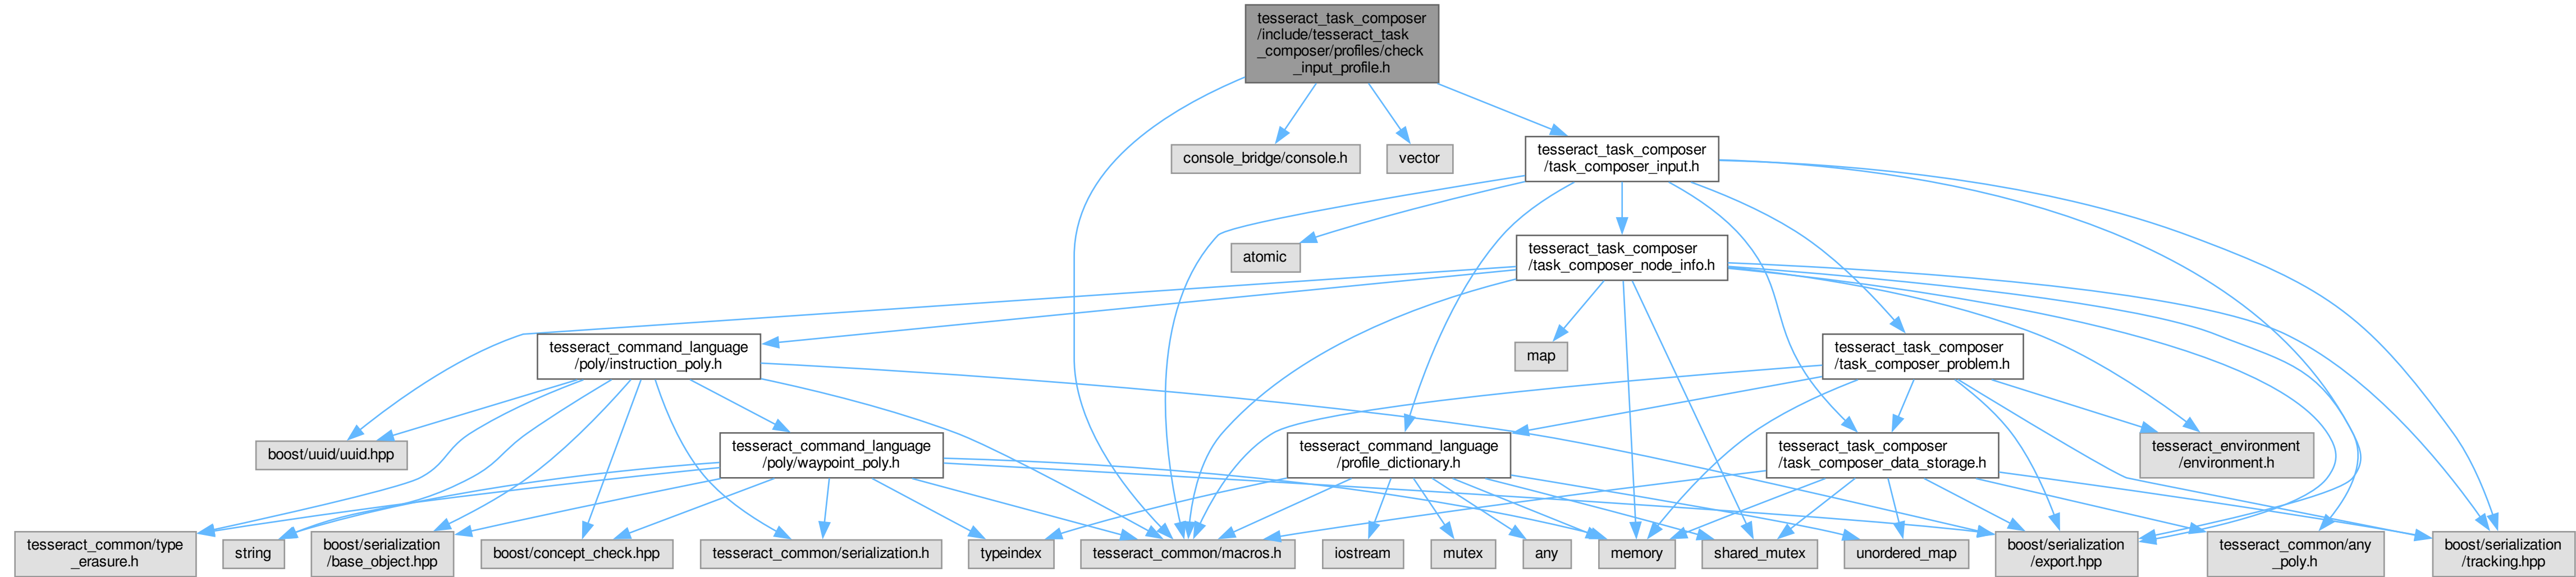 tesseract_task_composer
/include/tesseract_task
_composer/profiles/check
_input_profile.h
console_bridge/console.h
vector
tesseract_task_composer
/task_composer_input.h
atomic
tesseract_task_composer
/task_composer_node_info.h
tesseract_command_language
/poly/instruction_poly.h
map
tesseract_task_composer
/task_composer_problem.h
boost/uuid/uuid.hpp
tesseract_command_language
/poly/waypoint_poly.h
tesseract_command_language
/profile_dictionary.h
tesseract_task_composer
/task_composer_data_storage.h
tesseract_environment
/environment.h
tesseract_common/type
_erasure.h
string
boost/serialization
/base_object.hpp
boost/concept_check.hpp
tesseract_common/serialization.h
typeindex
tesseract_common/macros.h
iostream
mutex
any
memory
shared_mutex
unordered_map
boost/serialization
/export.hpp
tesseract_common/any
_poly.h
boost/serialization
/tracking.hpp